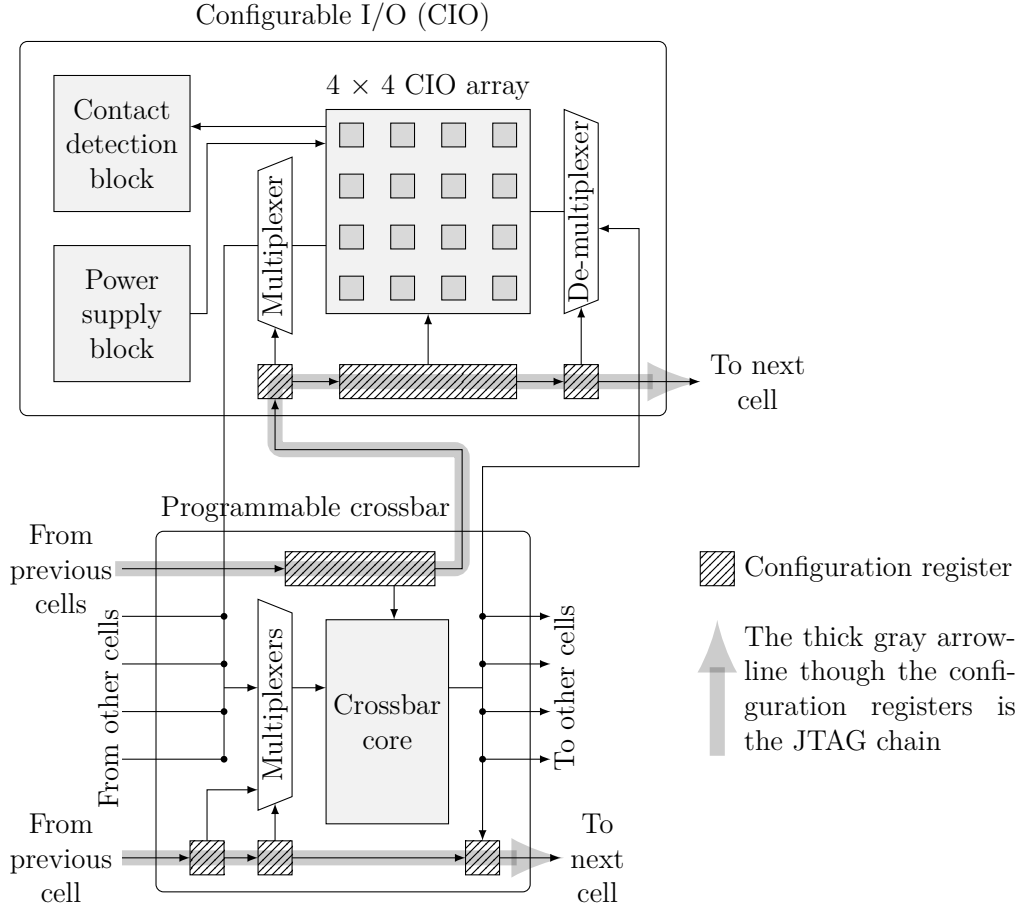 Configurable I/O (CIO)
Contact
detection
block
4 × 4 CIO array
Multiplexer
De-multiplexer
Power
supply
block
To next
cell
Programmable crossbar
From
previous
cells
From other cells
Multiplexers
Crossbar
core
To other cells
From
previous
cell
To
next
cell
Configuration register
The thick gray arrow-
line though the confi-
guration registers is
the JTAG chain